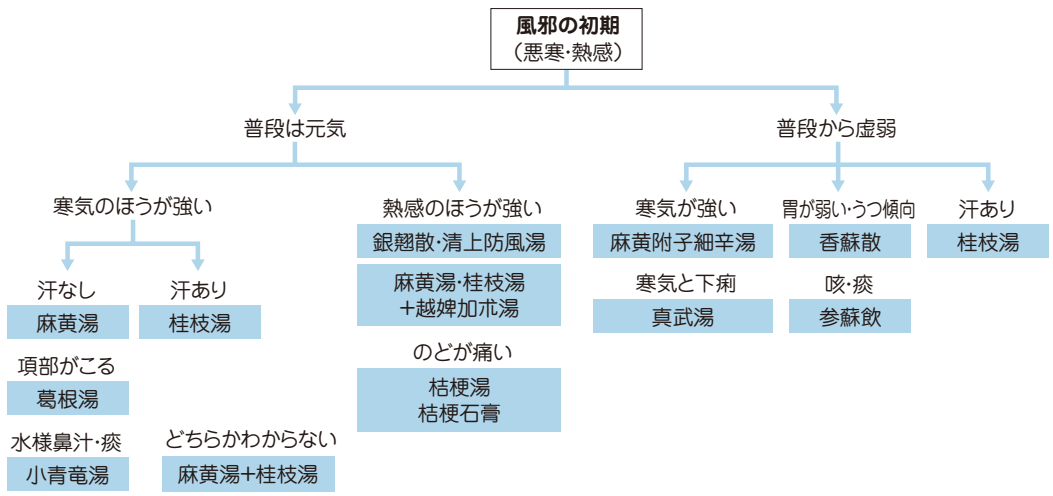 風邪の初期
（悪寒・熱感）
普段は元気
普段から虚弱
寒気のほうが強い
汗なし
麻黄湯
項部がこる
葛根湯
水様鼻汁・痰
小青竜湯
汗あり
桂枝湯
どちらかわからない
麻黄湯+桂枝湯
熱感のほうが強い
銀翹散・清上防風湯
麻黄湯・桂枝湯
+越婢加朮湯
のどが痛い
桔梗湯
桔梗石膏
寒気が強い
麻黄附子細辛湯
寒気と下痢
真武湯
胃が弱い・うつ傾向
香蘇散
咳・痰
参蘇飲
汗あり
桂枝湯